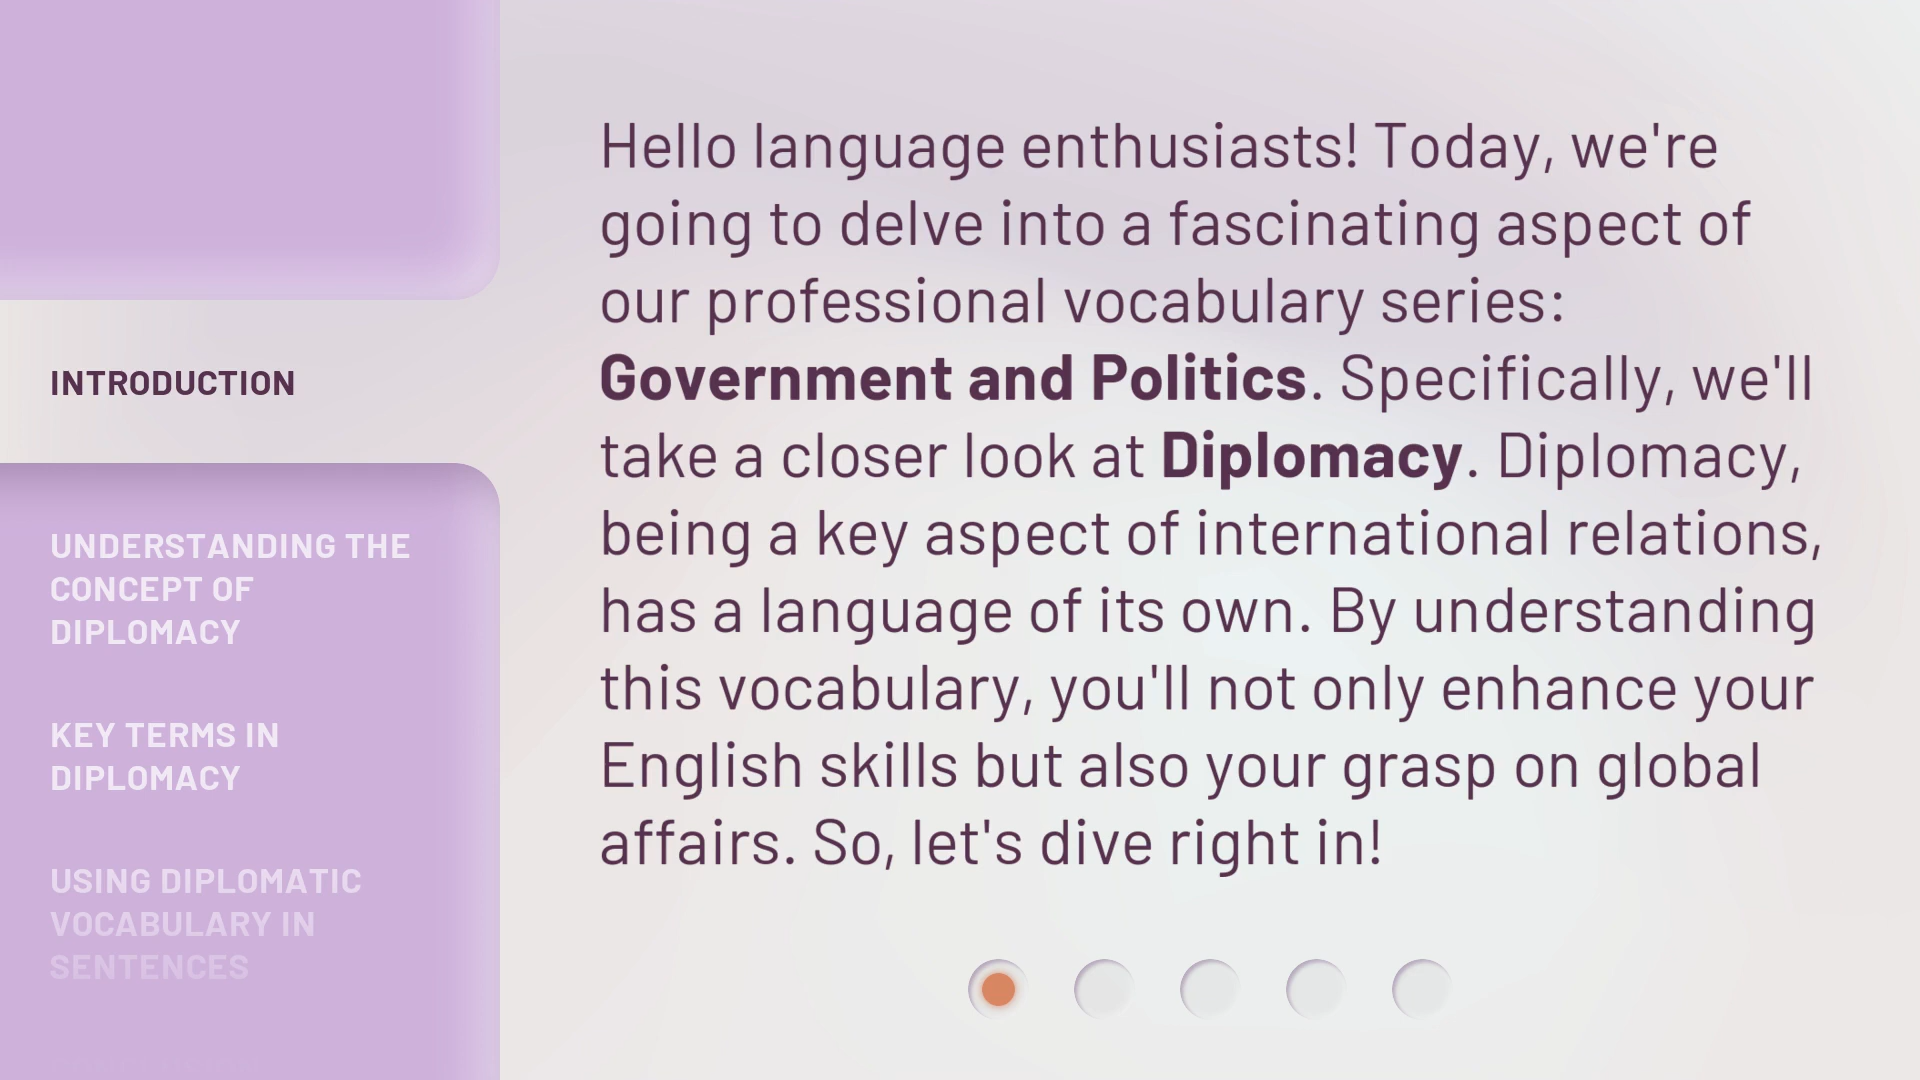 INTRODUCTION
UNDERSTANDING THE
CONCEPT OF
DIPLOMACY
KEY TERMS IN
DIPLOMACY
USING DIPLOMATIC
VOCABULARY IN
SENTENCES
Hello language enthusiasts! Today, we're
going to delve into a fascinating aspect of
our professional vocabulary series:
Government and Politics. Specifically, we'll
take a closer look at Diplomacy. Diplomacy,
being a key aspect of international relations,
has a language of its own. By understanding
this vocabulary, you'll not only enhance your
English skills but also your grasp on global
affairs. So, let's dive right in!